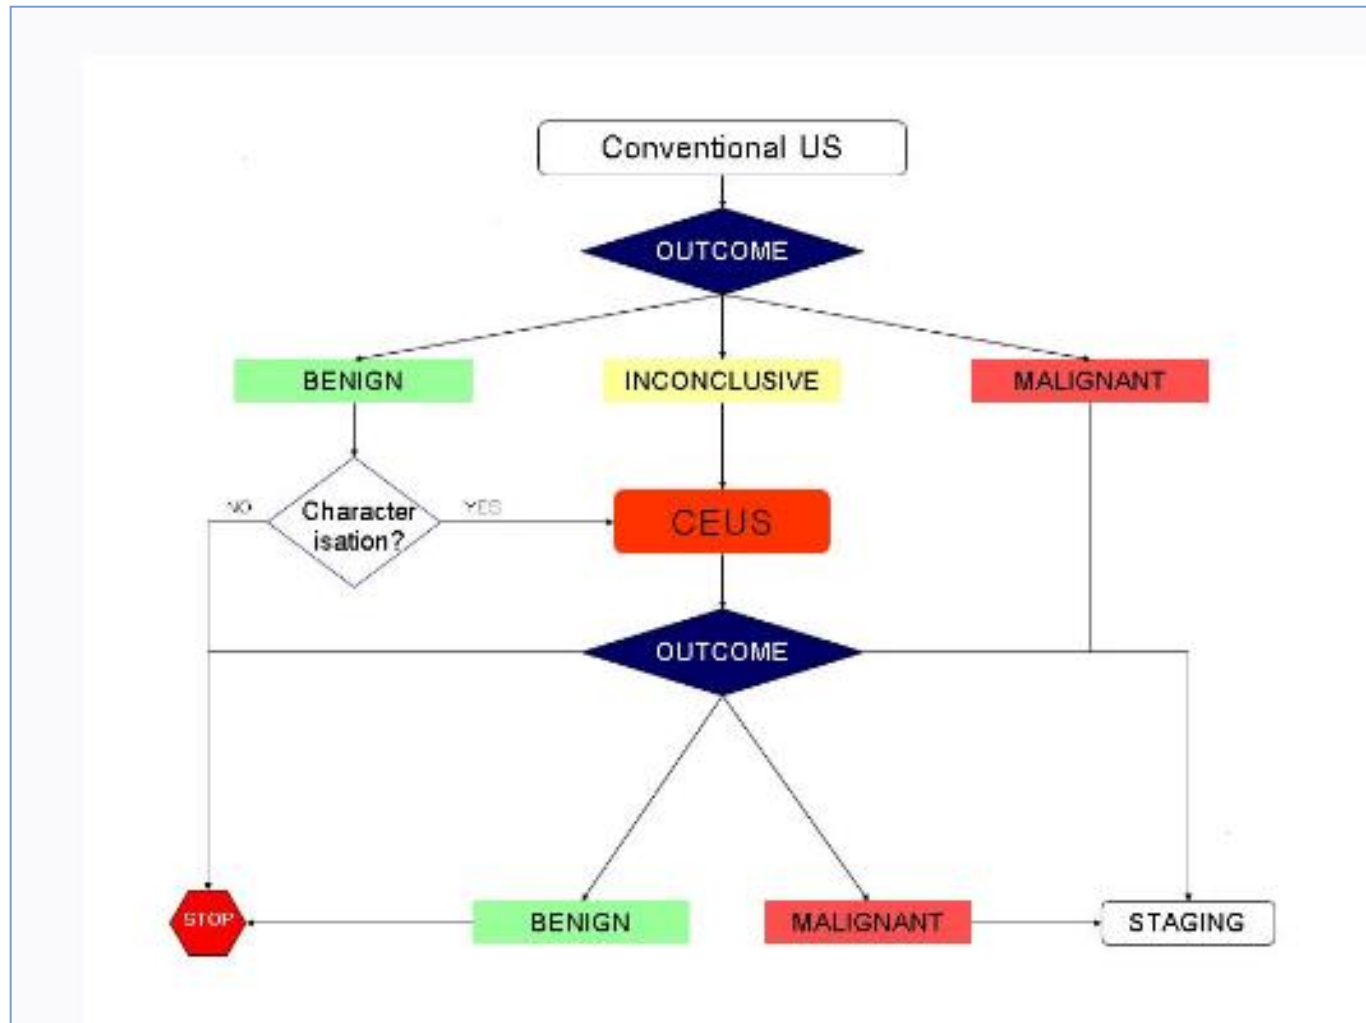 Conventional US
OUTCOME
BENIGN
INCONCLUSIVE
MALIGNANT
NO
Character
isation?
YES
CEUS
OUTCOME
STOP
BENIGN
MALIGNANT
STAGING